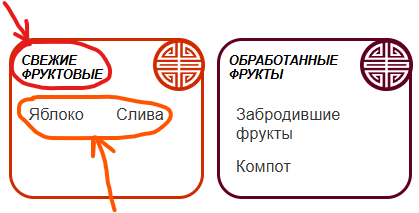 СВЕЖИЕ
ФРУКТОВЫЕ
Яблоко Слива
ОБРАБОТАННЫЕ
ФРУКТЫ
Забродившие
фрукты
Компот